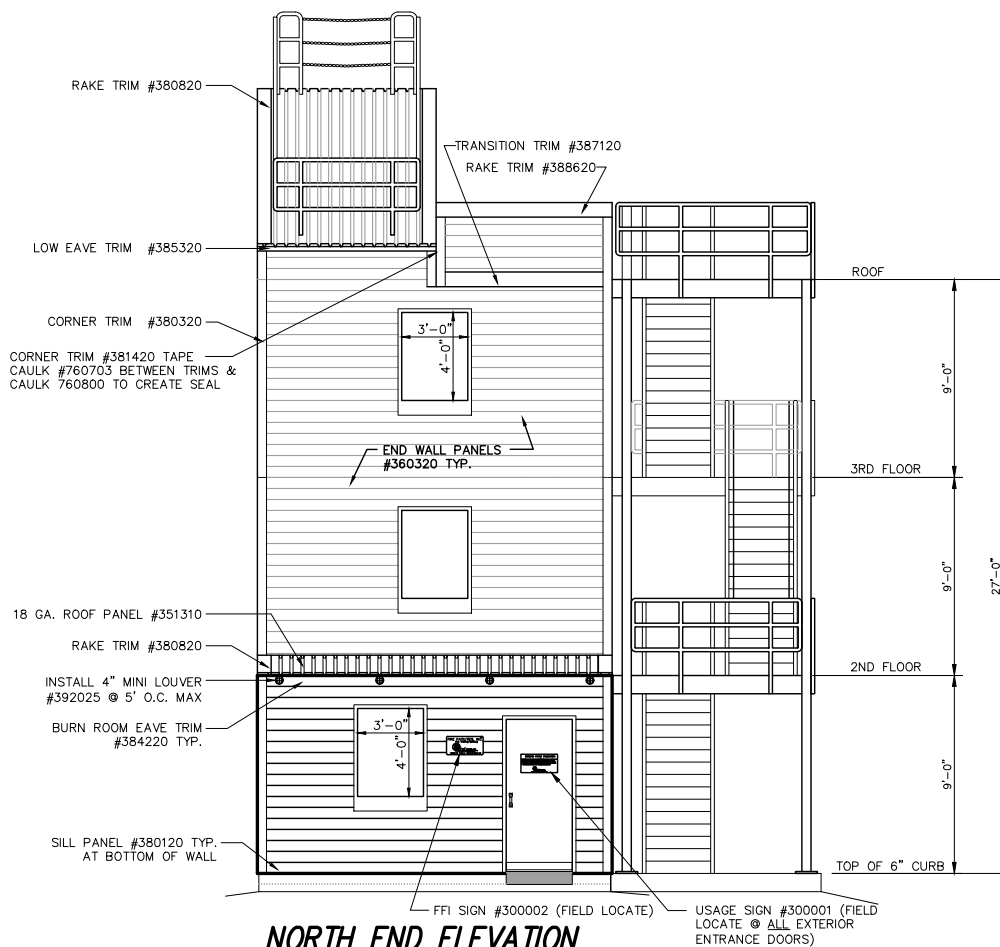 RAKE TRIM #380820
TRANSITION TRIM #387120
RAKE TRIM #388620
LOW EAVE TRIM #385320
ROOF
CORNER TRIM #380320
3'-0"
4'-0"
CORNER TRIM #381420 TAPE
CAULK #760703 BETWEEN TRIMS &
CAULK 760800 TO CREATE SEAL
9'-0"
END WALL PANELS
#360320 TYP.
3RD FLOOR
9'-0"
27'-0"
18 GA. ROOF PANEL #351310
RAKE TRIM #380820
2ND FLOOR
INSTALL 4" MINI LOUVER
#392025 @ 5' O.C. MAX
BURN ROOM EAVE TRIM
#384220 TYP.
3'-0"
4'-0"
9'-0"
SILL PANEL #380120 TYP.
AT BOTTOM OF WALL
TOP OF 6" CURB
FFI SIGN #300002 (FIELD LOCATE)
USAGE SIGN #300001 (FIELD
LOCATE @ ALL EXTERIOR
ENTRANCE DOORS)
NORTH END ELEVATION